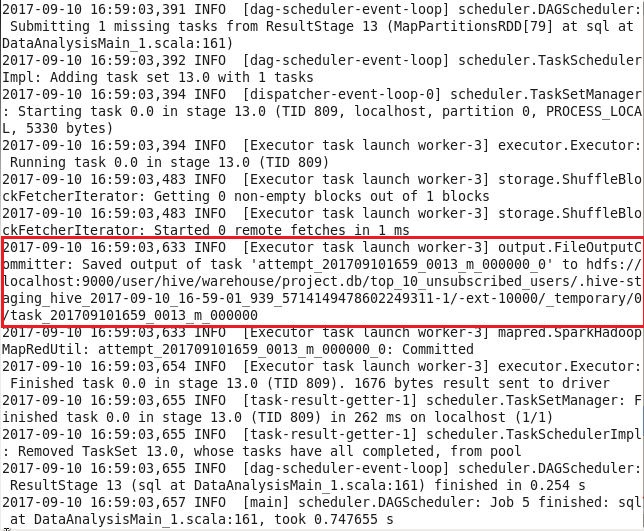 2017-09-10 16:59:03,391 INFO  [dag-scheduler-event-loop] scheduler.DAGScheduler:
 Submitting 1 missing tasks from ResultStage 13 (MapPartitionsRDD[79] at sql at
DataAnalysisMain_1.scala:161)
2017-09-10 16:59:03,392 INFO  [dag-scheduler-event-loop] scheduler.TaskScheduler
Impl: Adding task set 13.0 with 1 tasks
2017-09-10 16:59:03,394 INFO  [dispatcher-event-loop-0] scheduler.TaskSetManager
: Starting task 0.0 in stage 13.0 (TID 809, localhost, partition 0, PROCESS_LOCA
L, 5330 bytes)
2017-09-10 16:59:03,394 INFO  [Executor task launch worker-3] executor.Executor:
 Running task 0.0 in stage 13.0 (TID 809)
2017-09-10 16:59:03,483 INFO  [Executor task launch worker-3] storage.ShuffleBlo
ckFetcherIterator: Getting 0 non-empty blocks out of 1 blocks
2017-09-10 16:59:03,483 INFO  [Executor task launch worker-3] storage.ShuffleBlo
ckFetcherIterator: Started 0 remote fetches in 1 ms
2017-09-10 16:59:03,633 INFO  [Executor task launch worker-3] output.FileOutputC
ommitter: Saved output of task 'attempt_201709101659_0013_m_000000_0' to hdfs://
localhost:9000/user/hive/warehouse/project.db/top_10_unsubscribed_users/.hive-st
aging_hive_2017-09-10_16-59-01_939_5714149478602249311-1/-ext-10000/_temporary/0
/task_201709101659_0013_m_000000
2017-09-10 16:59:03,633 INFO  [Executor task launch worker-3] mapred.SparkHadoop
MapRedUtil: attempt_201709101659_0013_m_000000_0: Committed
2017-09-10 16:59:03,654 INFO  [Executor task launch worker-3] executor.Executor:
 Finished task 0.0 in stage 13.0 (TID 809). 1676 bytes result sent to driver
2017-09-10 16:59:03,655 INFO  [task-result-getter-1] scheduler.TaskSetManager: F
inished task 0.0 in stage 13.0 (TID 809) in 262 ms on localhost (1/1)
2017-09-10 16:59:03,655 INFO  [task-result-getter-1] scheduler.TaskSchedulerImpl
: Removed TaskSet 13.0, whose tasks have all completed, from pool
2017-09-10 16:59:03,655 INFO  [dag-scheduler-event-loop] scheduler.DAGScheduler:
 ResultStage 13 (sql at DataAnalysisMain_1.scala:161) finished in 0.254 s
2017-09-10 16:59:03,657 INFO  [main] scheduler.DAGScheduler: Job 5 finished: sql
 at DataAnalysisMain_1.scala:161, took 0.747655 s